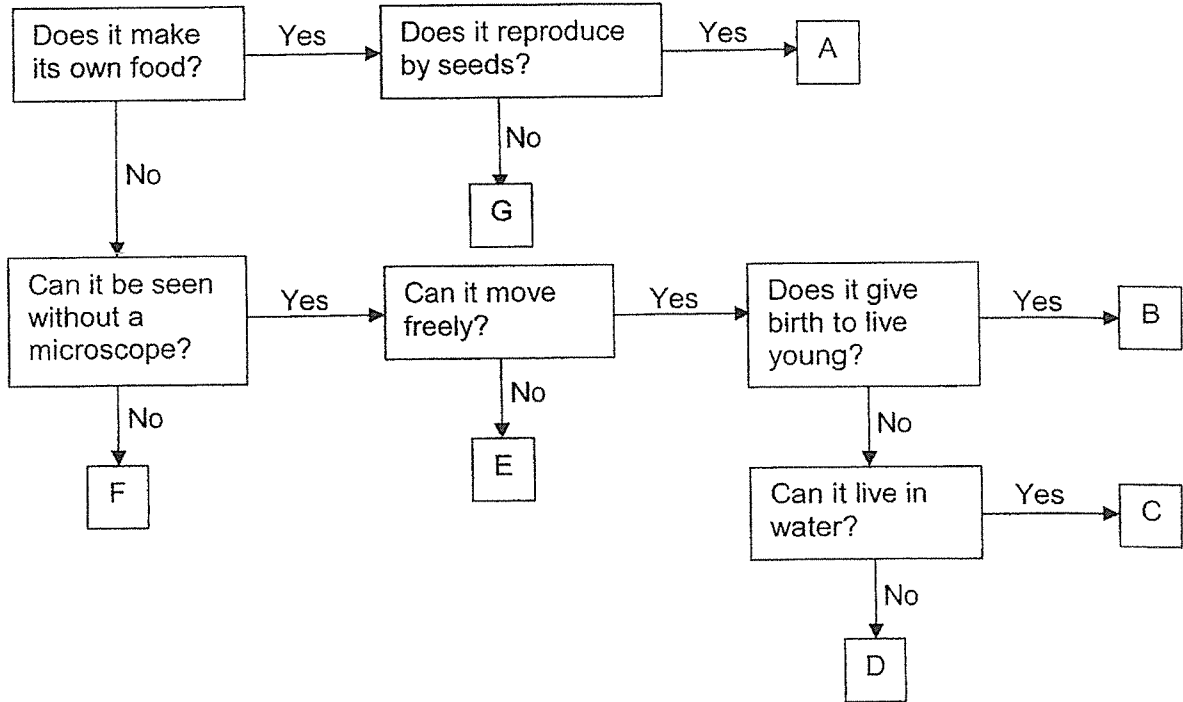 Does it make
its own food?
Yes
Does it reproduce
by seeds?
Yes
A
No
No
G
Can it be seen
without a
microscope?
Yes
Can it move
freely?
Yes
Does it give
birth to live
young?
Yes
B
No
No
No
F
E
Can it live in
water?
Yes
C
No
D